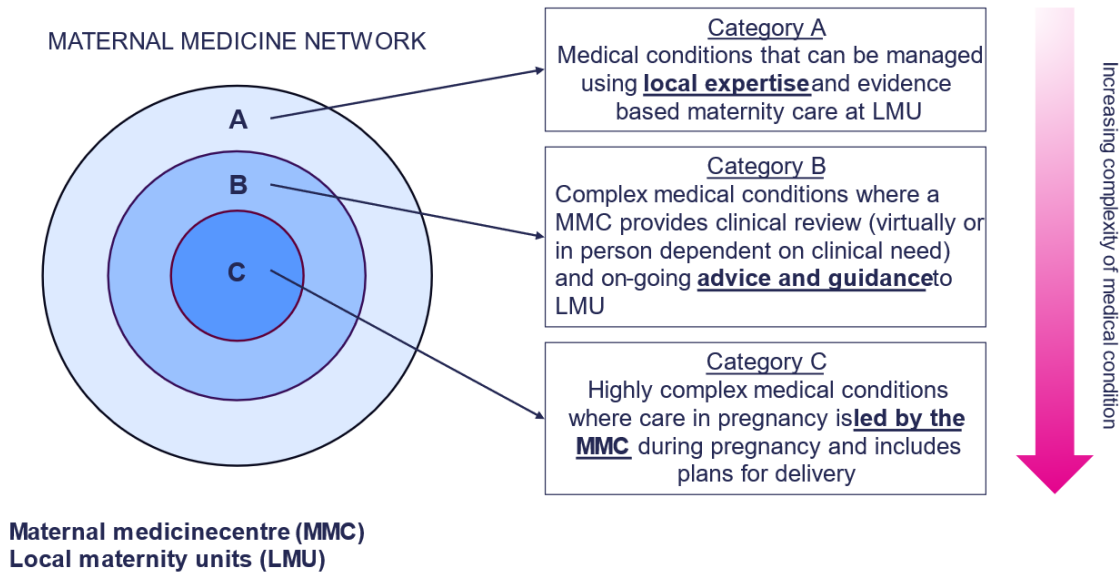 MATERNAL MEDICINE NETWORK
A
B
C
Category A
Medical conditions that can be managed
using local expertiseand evidence
based maternity care at LMU
Category B
Complex medical conditions where a
MMC provides clinical review (virtually or
in person dependent on clinical need)
and on-going advice and guidanceto
LMU
Category C
Highly complex medical conditions
where care in pregnancy isled by the
MMC during pregnancy and includes
plans for delivery
Increasing complexity of medical condition
Maternal medicinecentre (MMC)
Local maternity units (LMU)